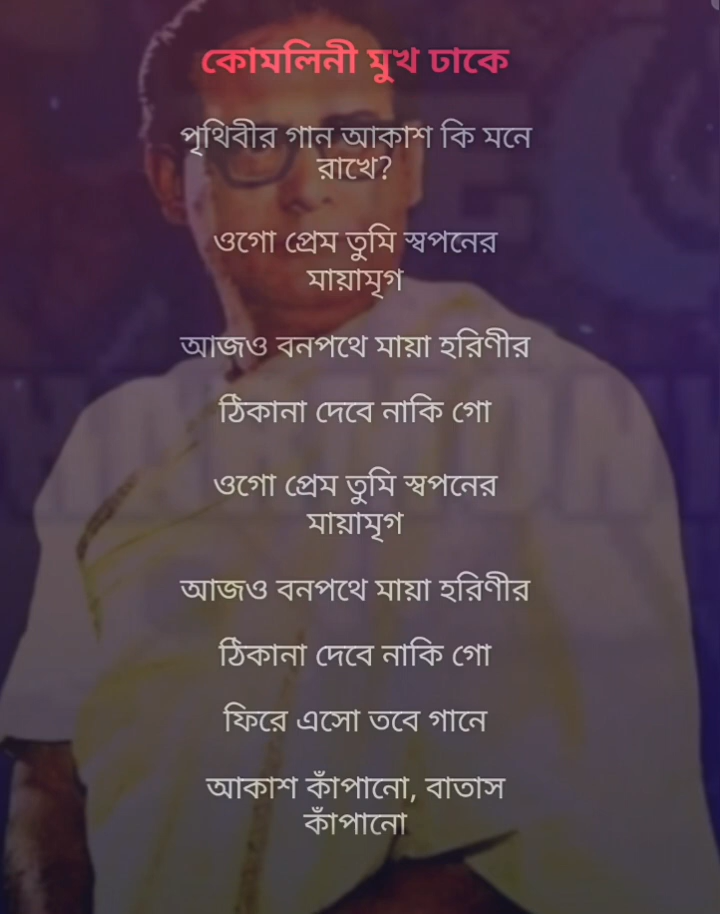 কোমলিনী মুখ ঢাকে
পৃথিবীর গান আকাশ কি মনে
রাখে?
ওগো প্রেম তুমি স্বপনের
মায়ামৃগ
আজও বনপথে মায়া হরিণীর
ঠিকানা দেবে নাকি গো
ওগো প্রেম তুমি স্বপনের
মায়ামৃগ
আজও বনপথে মায়া হরিণীর
ঠিকানা দেবে নাকি গো
ফিরে এসো তবে গানে
আকাশ কাঁপানো, বাতাস
কাঁপানো